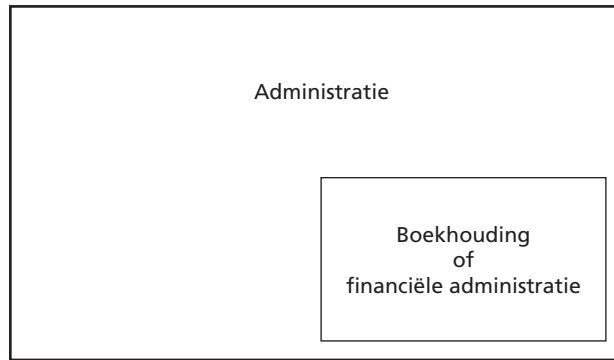 Administratie
Boekhouding
of
financiële administratie